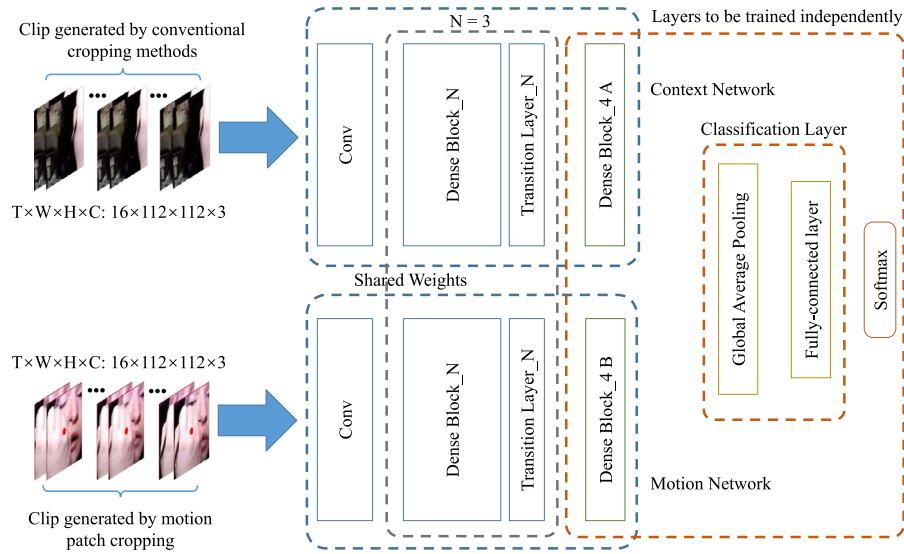 Clip generated by conventional
cropping methods
T×W×H×C: 16×112×112×3
N = 3
Layers to be trained independently
Conv
Dense Block_N
Transition Layer_N
Dense Block_4 A
Context Network
Classification Layer
Global Average Pooling
Fully-connected layer
Softmax
Shared Weights
T×W×H×C: 16×112×112×3
Clip generated by motion
patch cropping
Conv
Dense Block_N
Transition Layer_N
Dense Block_4 B
Motion Network